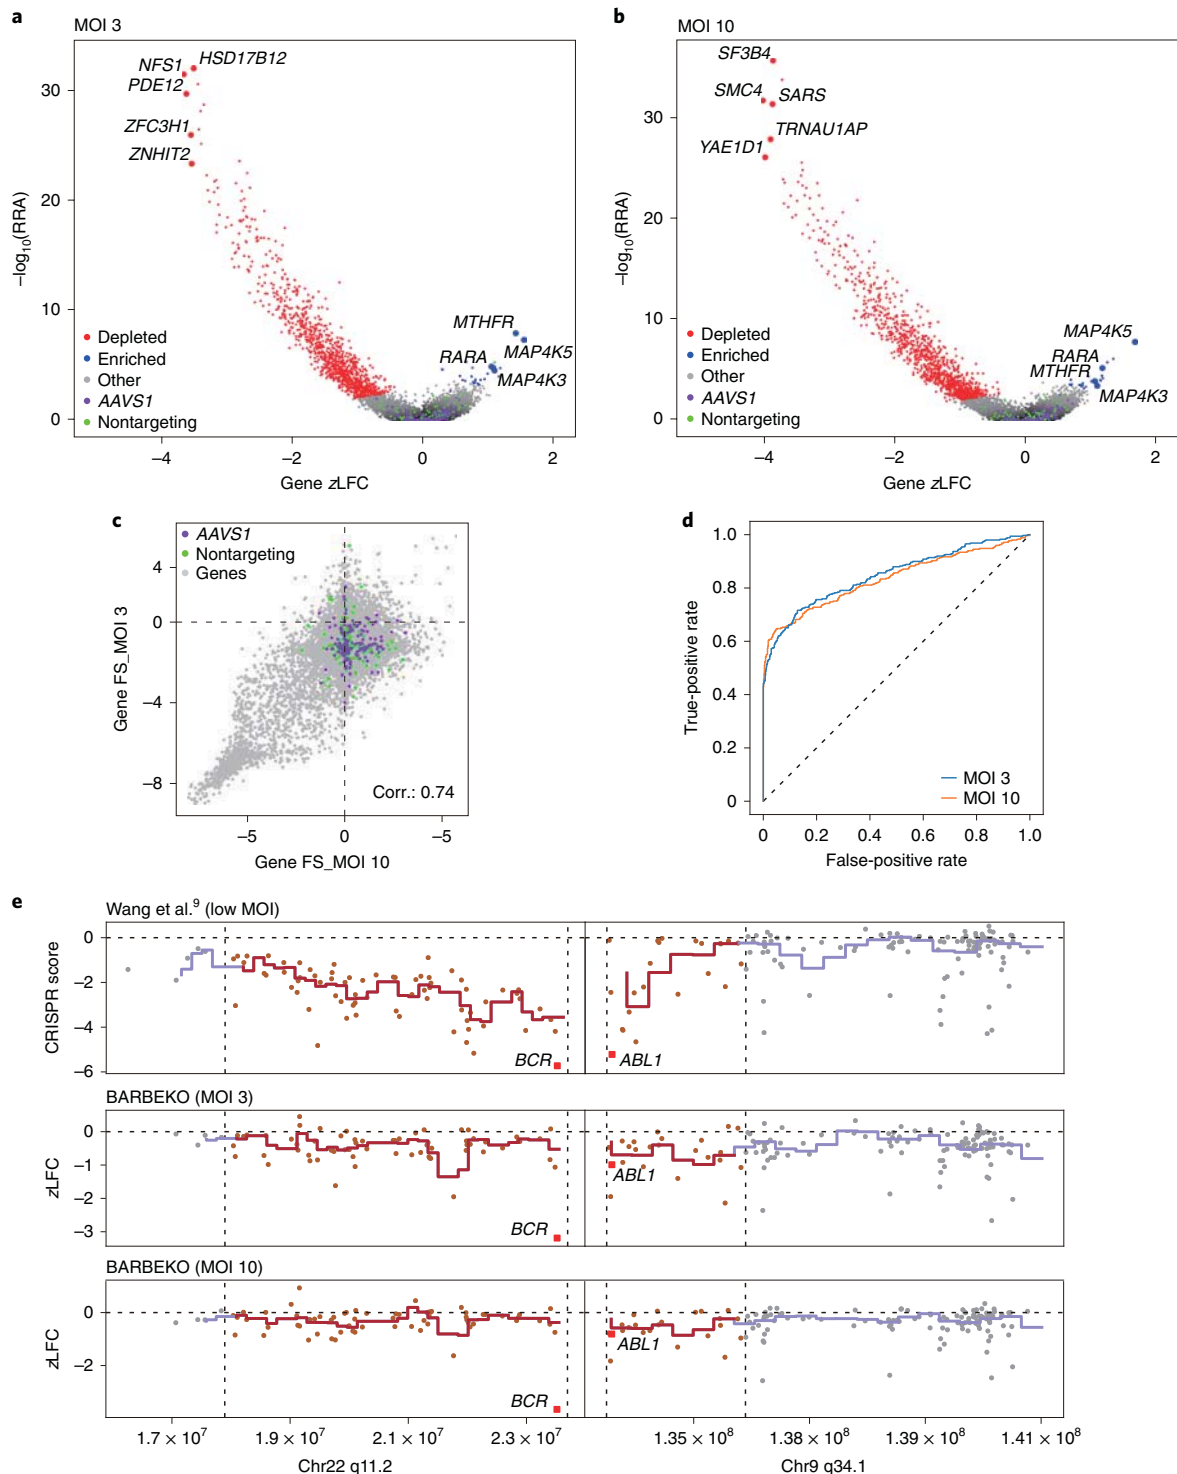 a
MOI 3
NFS1
HSD17B12
PDE12
ZFC3H1
ZNHIT2
MTHFR
MAP4K5
RARA
MAP4K3
Depleted
Enriched
Other
AAVS1
Nontargeting
30
20
10
0
–log10(RRA)
–4
–2
0
2
Gene zLFC
b
MOI 10
SF3B4
SMC4
SARS
TRNAU1AP
YAE1D1
MAP4K5
RARA
MTHFR
MAP4K3
Depleted
Enriched
Other
AAVS1
Nontargeting
30
20
10
0
–log10(RRA)
–4
–2
0
2
Gene zLFC
c
AAVS1
Nontargeting
Genes
4
0
–4
–8
Gene FS_MOI 3
Corr.: 0.74
–5
0
–5
Gene FS_MOI 10
d
1.0
0.8
0.6
0.4
0.2
0
True-positive rate
MOI 3
MOI 10
0
0.2
0.4
0.6
0.8
1.0
False-positive rate
e
Wang et al.9 (low MOI)
0
–2
–4
–6
CRISPR score
BCR
ABL1
BARBEKO (MOI 3)
0
–1
–2
–3
zLFC
BCR
ABL1
BARBEKO (MOI 10)
0
–2
zLFC
BCR
ABL1
1.7 × 10^7
1.9 × 10^7
2.1 × 10^7
2.3 × 10^7
1.35 × 10^8
1.38 × 10^8
1.39 × 10^8
1.41 × 10^8
Chr22 q11.2
Chr9 q34.1